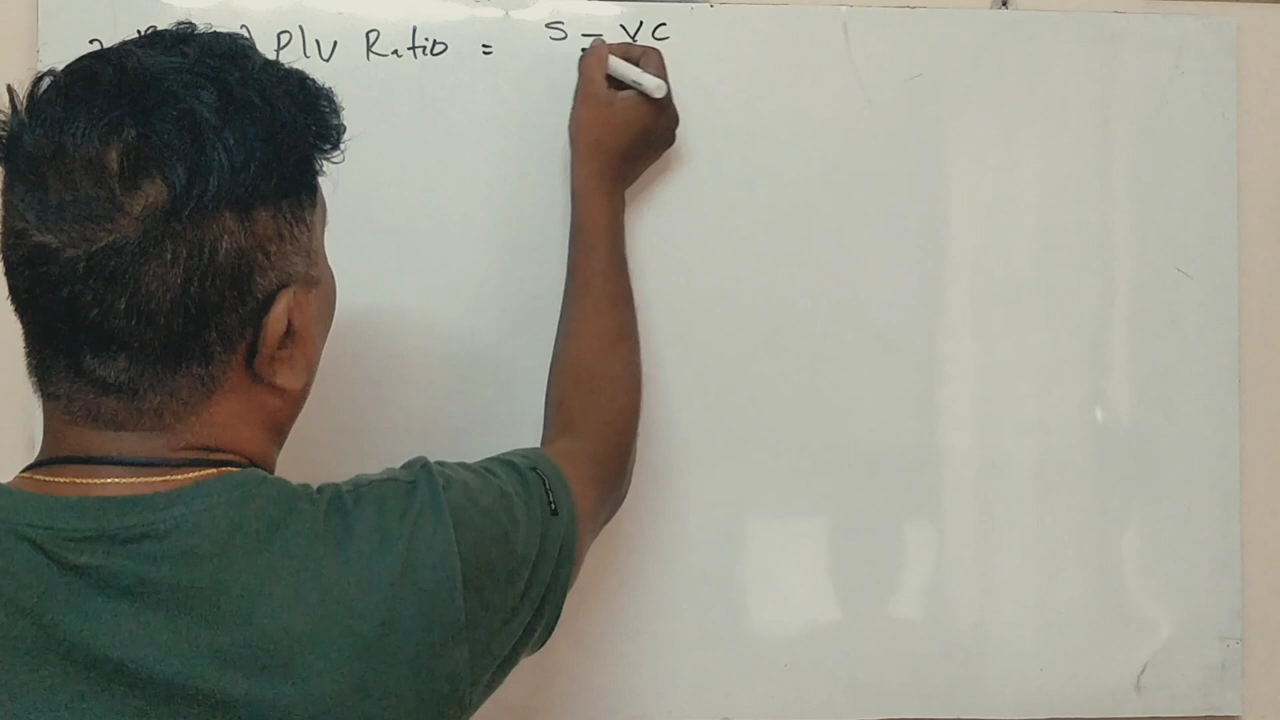 P/V Ratio = S - VC